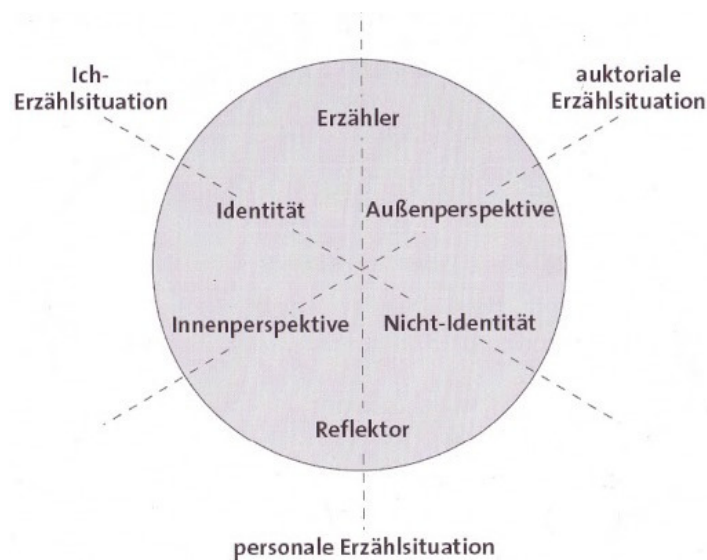 Ich-
Erzählsituation
auktoriale
Erzählsituation
Erzähler
Identität
Außenperspektive
Innenperspektive
Nicht-Identität
Reflektor
personale Erzählsituation